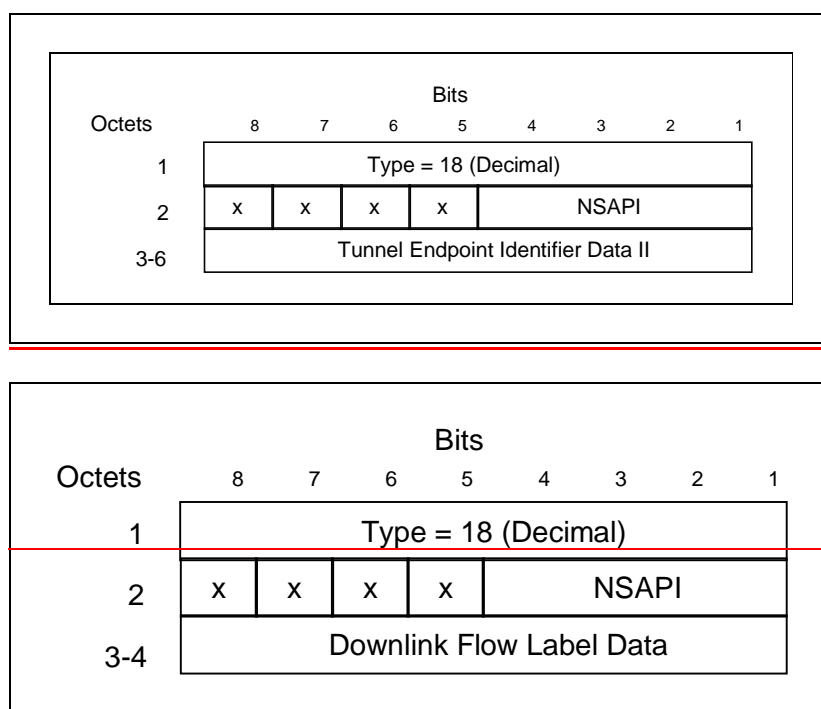 Bits
Octets 8 7 6 5 4 3 2 1
1 Type = 18 (Decimal)
2 x x x x NSAPI
3-6 Tunnel Endpoint Identifier Data II
Bits
Octets 8 7 6 5 4 3 2 1
1 Type = 18 (Decimal)
2 x x x x NSAPI
3-4 Downlink Flow Label Data